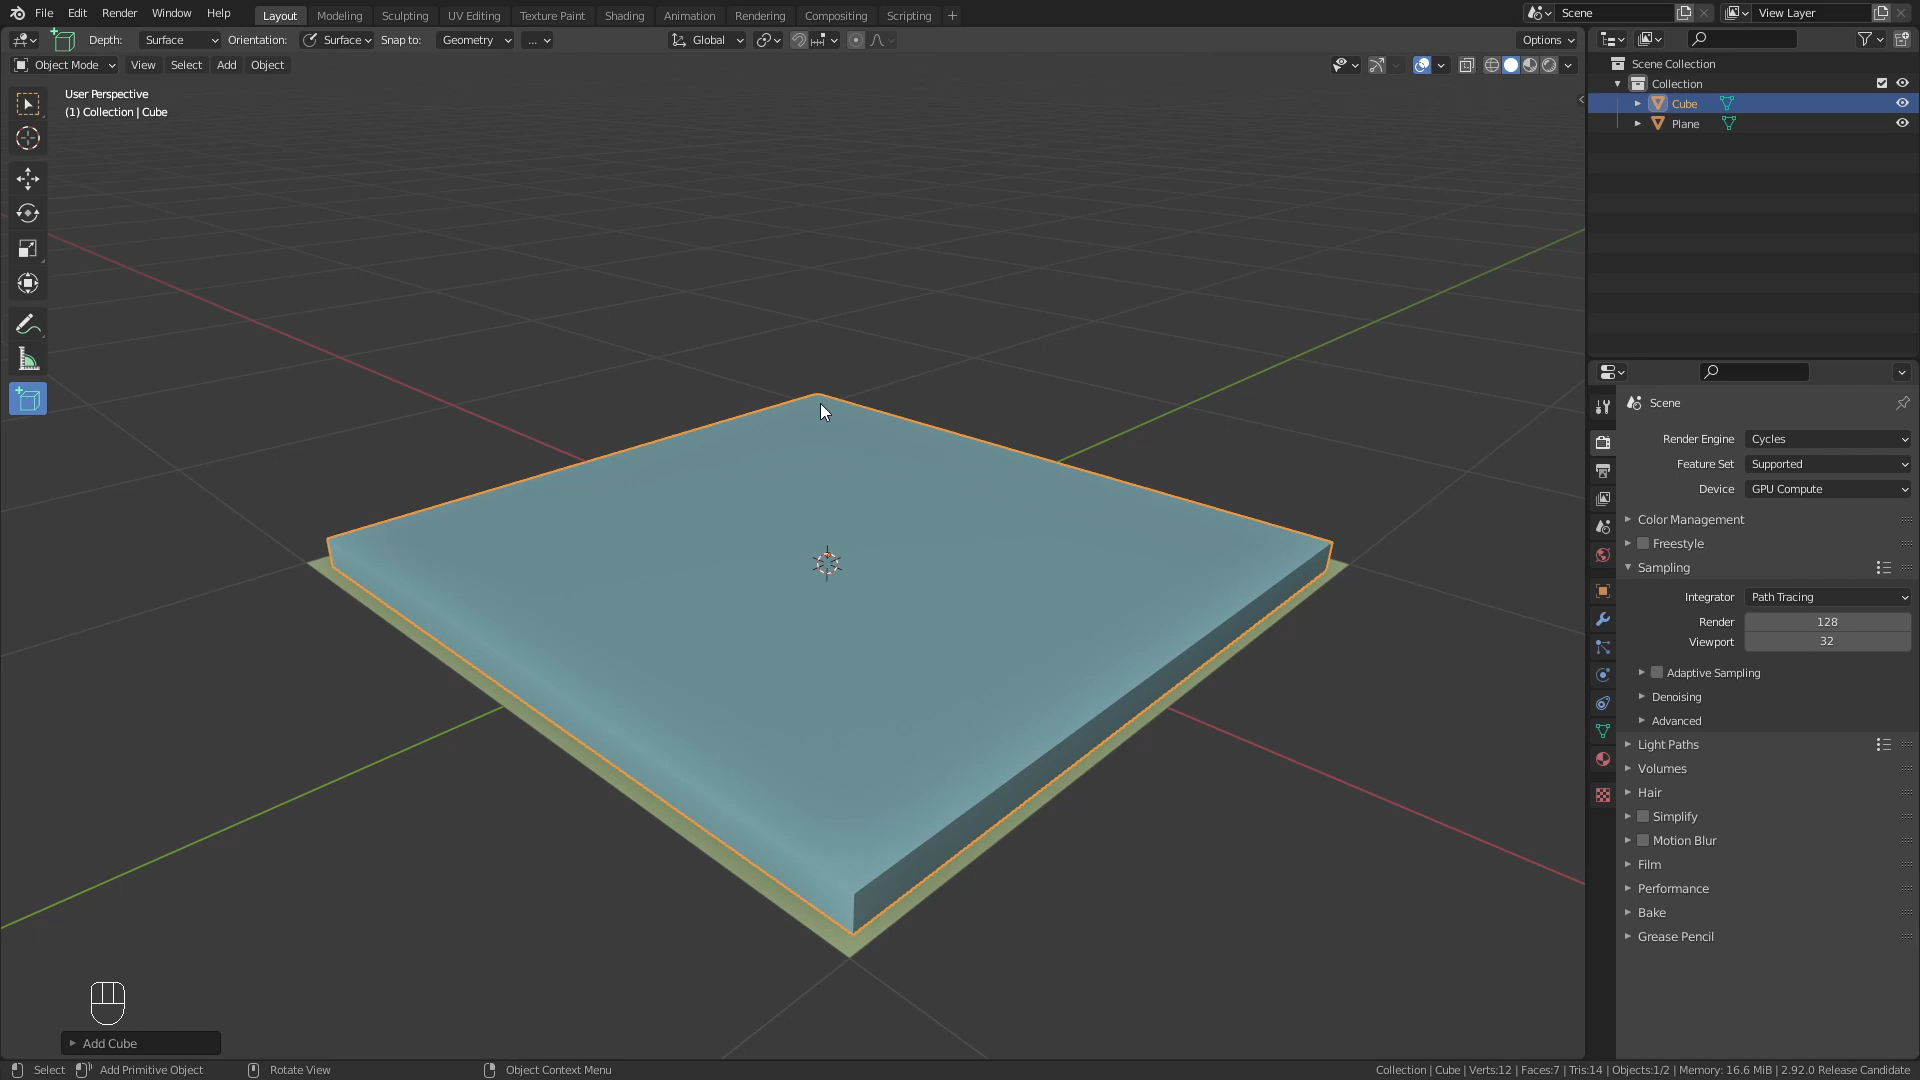 File Edit Render Window Help Layout Modeling Sculpting UV Editing Texture Paint Shading Animation Rendering Compositing Scripting Scene View Layer
Depth: Surface Orientation: Surface Snap to: Geometry ... Global Options
Object Mode View Select Add Object
User Perspective
(1) Collection | Cube
Scene Collection
Collection
Cube
Plane
Scene
Render Engine Cycles
Feature Set Supported
Device GPU Compute
Color Management
Freestyle
Sampling
Integrator Path Tracing
Render 128
Viewport 32
Adaptive Sampling
Denoising
Advanced
Light Paths
Volumes
Hair
Simplify
Motion Blur
Film
Performance
Bake
Grease Pencil
Add Cube
Select Add Primitive Object Rotate View Object Context Menu Collection | Cube | Verts:12 | Faces:7 | Tris:14 | Objects:1/2 | Memory: 16.6 MiB | 2.92.0 Release Candidate